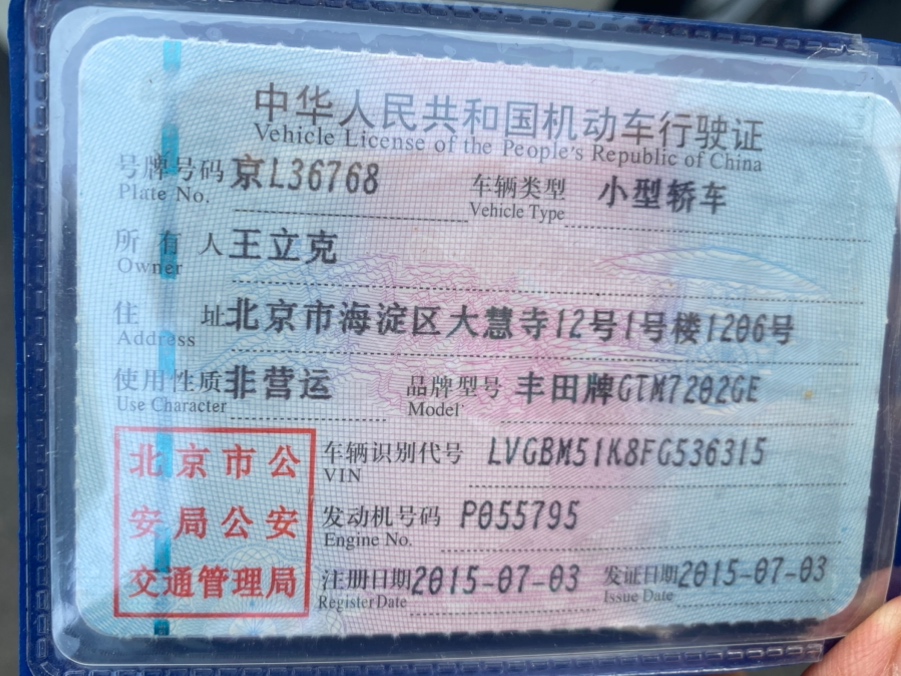 中华人民共和国机动车行驶证
Vehicle License of the People's Republic of China
号牌号码 京L36768 车辆类型 小型轿车
Plate No. Vehicle Type
所有人 王立克
Owner
住址 北京市海淀区大慧寺12号1号楼1206号
Address
使用性质 非营运 品牌型号 丰田牌GTM7202GE
Use Character Model
北京市公安局公安交通管理局
车辆识别代号 LVGBM51K8FG536315
VIN
发动机号码 P055795
Engine No.
注册日期 2015-07-03 发证日期 2015-07-03
Register Date Issue Date